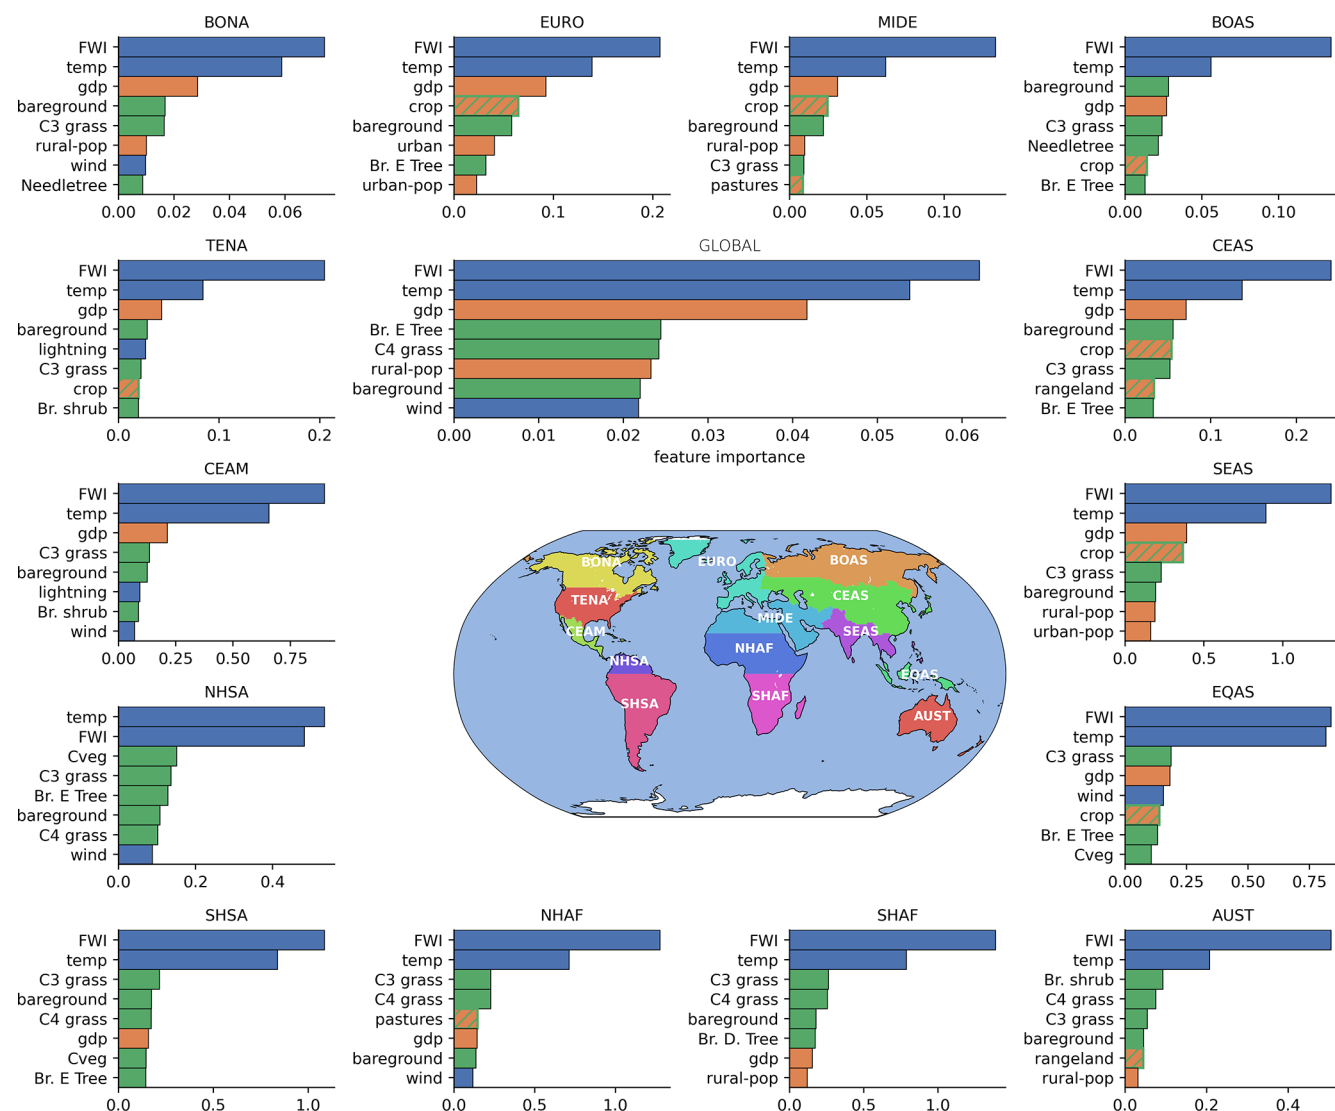 BONA
FWI
temp
gdp
bareground
C3 grass
rural-pop
wind
Needletree
0.00 0.02 0.04 0.06
EURO
FWI
temp
gdp
crop
bareground
urban
Br. E Tree
urban-pop
0.0 0.1 0.2
MIDE
FWI
temp
gdp
crop
bareground
rural-pop
C3 grass
pastures
0.00 0.05 0.10
BOAS
FWI
temp
bareground
gdp
C3 grass
Needletree
crop
Br. E Tree
0.00 0.05 0.10
TENA
FWI
temp
gdp
bareground
lightning
C3 grass
crop
Br. shrub
0.0 0.1 0.2
GLOBAL
FWI
temp
gdp
Br. E Tree
C4 grass
rural-pop
bareground
wind
0.00 0.01 0.02 0.03 0.04 0.05 0.06
feature importance
CEAS
FWI
temp
gdp
bareground
crop
C3 grass
rangeland
Br. E Tree
0.0 0.1 0.2
CEAM
FWI
temp
gdp
C3 grass
bareground
lightning
Br. shrub
wind
0.00 0.25 0.50 0.75
BONA
EURO
BOAS
TENA
CEAS
CEAM
MIDE
SEAS
NHSA
NHAF
EQAS
SHSA
SHAF
AUST
SEAS
FWI
temp
gdp
crop
C3 grass
bareground
rural-pop
urban-pop
0.0 0.5 1.0
NHSA
temp
FWI
Cveg
C3 grass
Br. E Tree
bareground
C4 grass
wind
0.0 0.2 0.4
EQAS
FWI
temp
C3 grass
gdp
wind
crop
Br. E Tree
Cveg
0.00 0.25 0.50 0.75
SHSA
FWI
temp
C3 grass
bareground
C4 grass
gdp
Cveg
Br. E Tree
0.0 0.5 1.0
NHAF
FWI
temp
C3 grass
C4 grass
pastures
gdp
bareground
wind
0.0 0.5 1.0
SHAF
FWI
temp
C3 grass
C4 grass
bareground
Br. D. Tree
gdp
rural-pop
0.0 0.5 1.0
AUST
FWI
temp
Br. shrub
C4 grass
C3 grass
bareground
rangeland
rural-pop
0.0 0.2 0.4